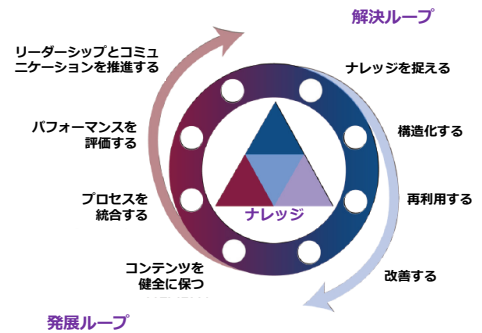 解決ループ
リーダーシップとコミュ
ニケーションを推進する
ナレッジを捉える
パフォーマンスを
評価する
構造化する
プロセスを
統合する
再利用する
ナレッジ
コンテンツを
健全に保つ
改善する
発展ループ